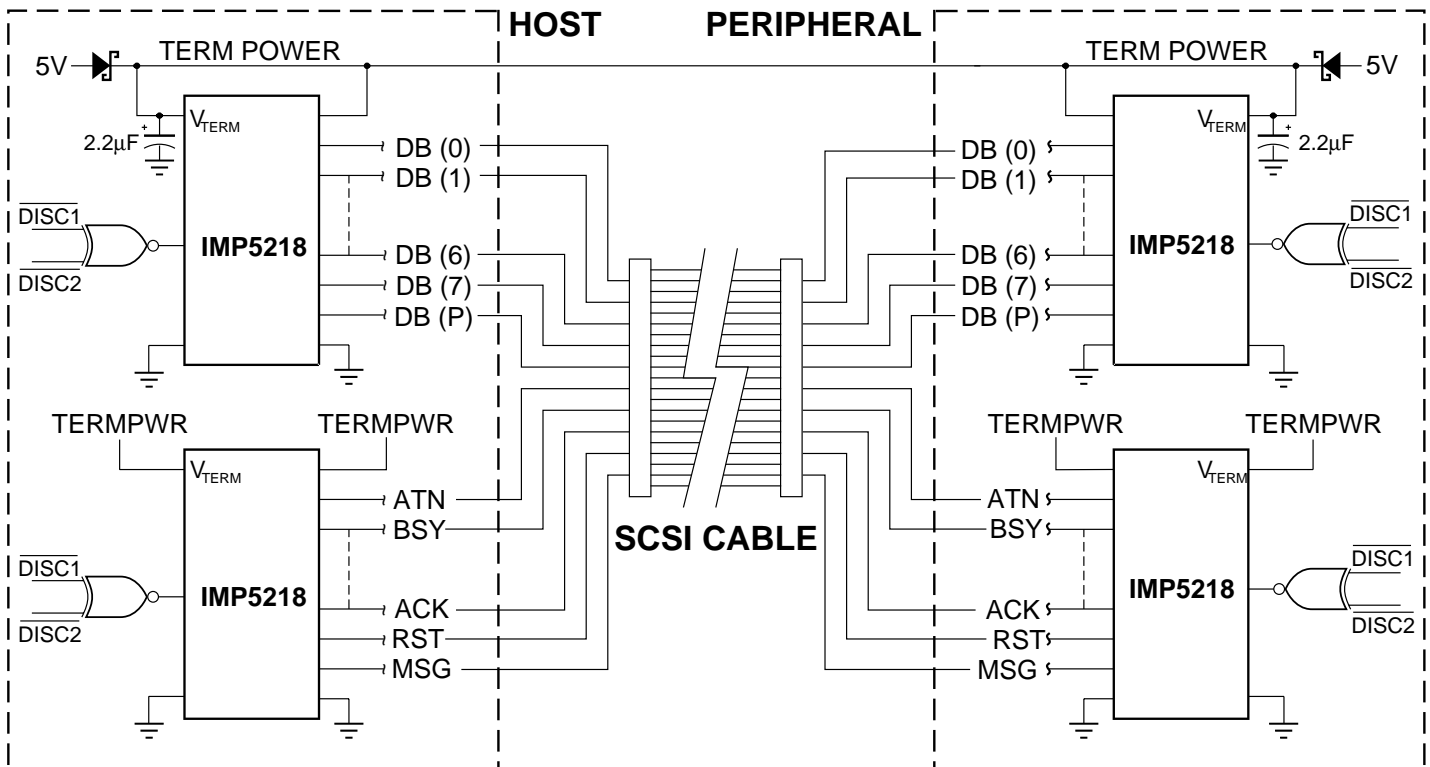 HOST
PERIPHERAL
5V
TERM POWER
VTERM
2.2µF
DISC1
DISC2
IMP5218
DB (0)
DB (1)
DB (6)
DB (7)
DB (P)
TERMPWR
TERMPWR
VTERM
DISC1
DISC2
IMP5218
ATN
BSY
ACK
RST
MSG
SCSI CABLE
TERM POWER
5V
VTERM
2.2µF
DB (0)
DB (1)
DB (6)
DB (7)
DB (P)
IMP5218
DISC1
DISC2
TERMPWR
TERMPWR
VTERM
ATN
BSY
ACK
RST
MSG
IMP5218
DISC1
DISC2